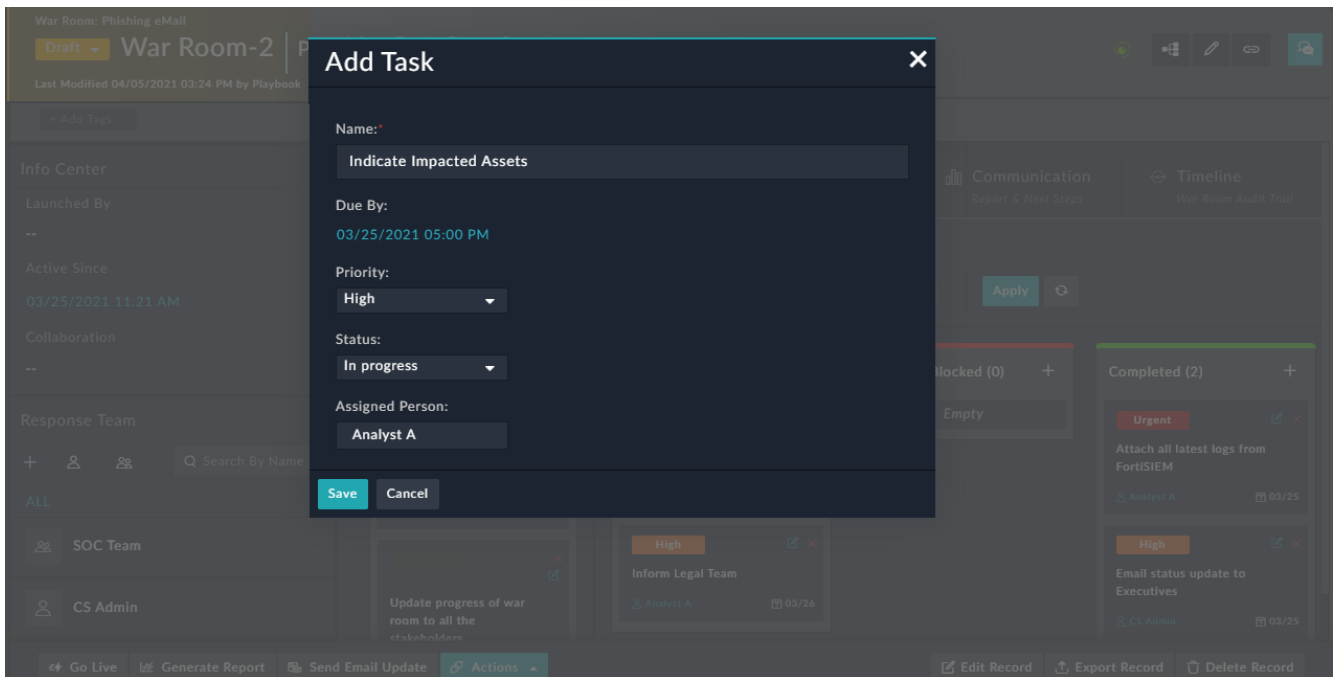 War Room: Phishing eMail
Draft
War Room-2
Last Modified 04/05/2021 03:24 PM by Playbook
+ Add Tags
Info Center
Launched By
--
Active Since
03/25/2021 11:21 AM
Collaboration
--
Response Team
Search By Name
ALL
SOC Team
CS Admin
Add Task
Name:*
Indicate Impacted Assets
Due By:
03/25/2021 05:00 PM
Priority:
High
Status:
In progress
Assigned Person:
Analyst A
Save Cancel
Communication
Report & Next Steps
Timeline
War Room Audit Trail
Apply
Update progress of war
room to all the
stakeholders
High
Inform Legal Team
Analyst A 03/26
Blocked (0) +
Empty
Completed (2) +
Urgent
Attach all latest logs from
FortiSIEM
Analyst A 03/25
High
Email status update to
Executives
CS Admin 03/25
Go Live Generate Report Send Email Update Actions Edit Record Export Record Delete Record